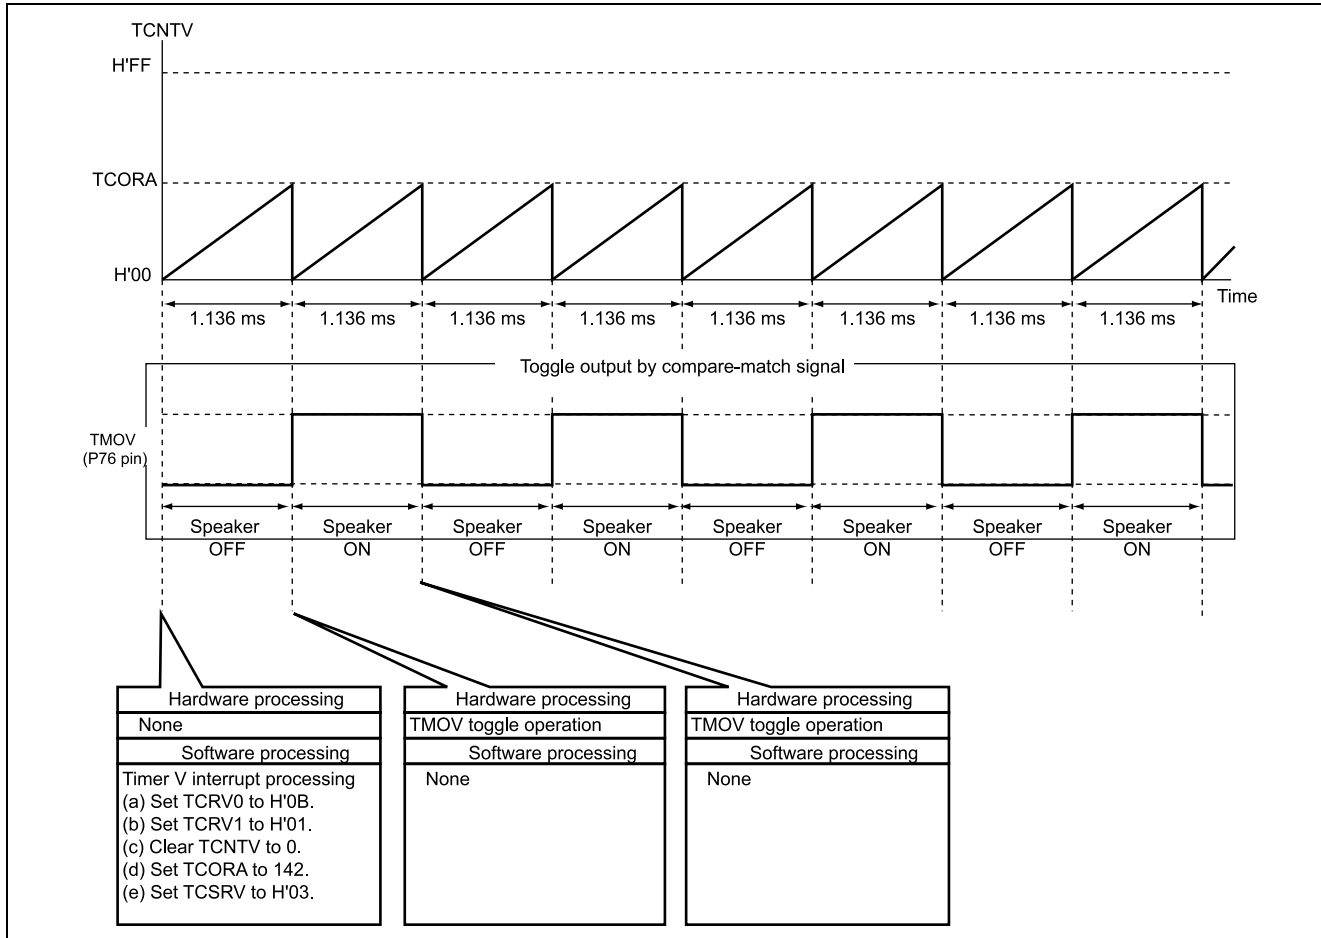 TCNTV
H'FF
TCORA
H'00
Time
1.136 ms 1.136 ms 1.136 ms 1.136 ms 1.136 ms 1.136 ms 1.136 ms 1.136 ms
Toggle output by compare-match signal
TMOV
(P76 pin)
Speaker Speaker Speaker Speaker Speaker Speaker Speaker Speaker
OFF ON OFF ON OFF ON OFF ON
Hardware processing
None
Software processing
Timer V interrupt processing
(a) Set TCRV0 to H'0B.
(b) Set TCRV1 to H'01.
(c) Clear TCNTV to 0.
(d) Set TCORA to 142.
(e) Set TCSRV to H'03.
Hardware processing
TMOV toggle operation
Software processing
None
Hardware processing
TMOV toggle operation
Software processing
None